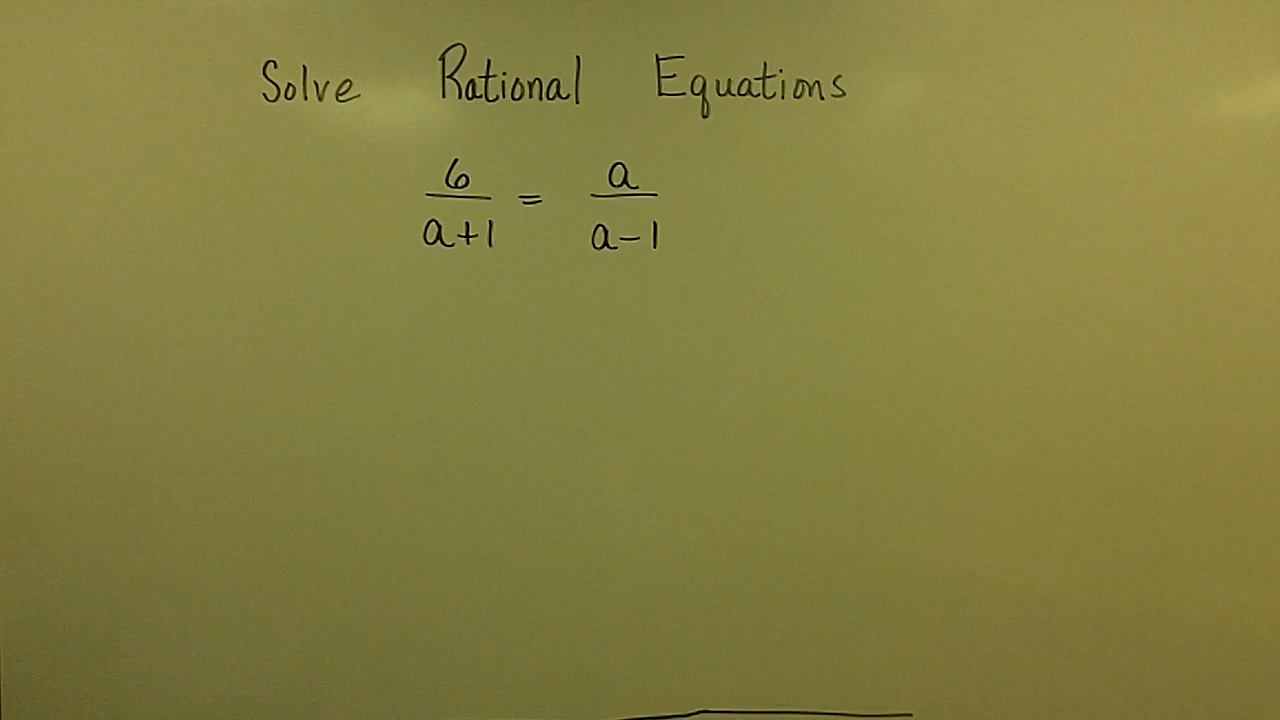 Solve Rational Equations
6/(a+1) = a/(a-1)